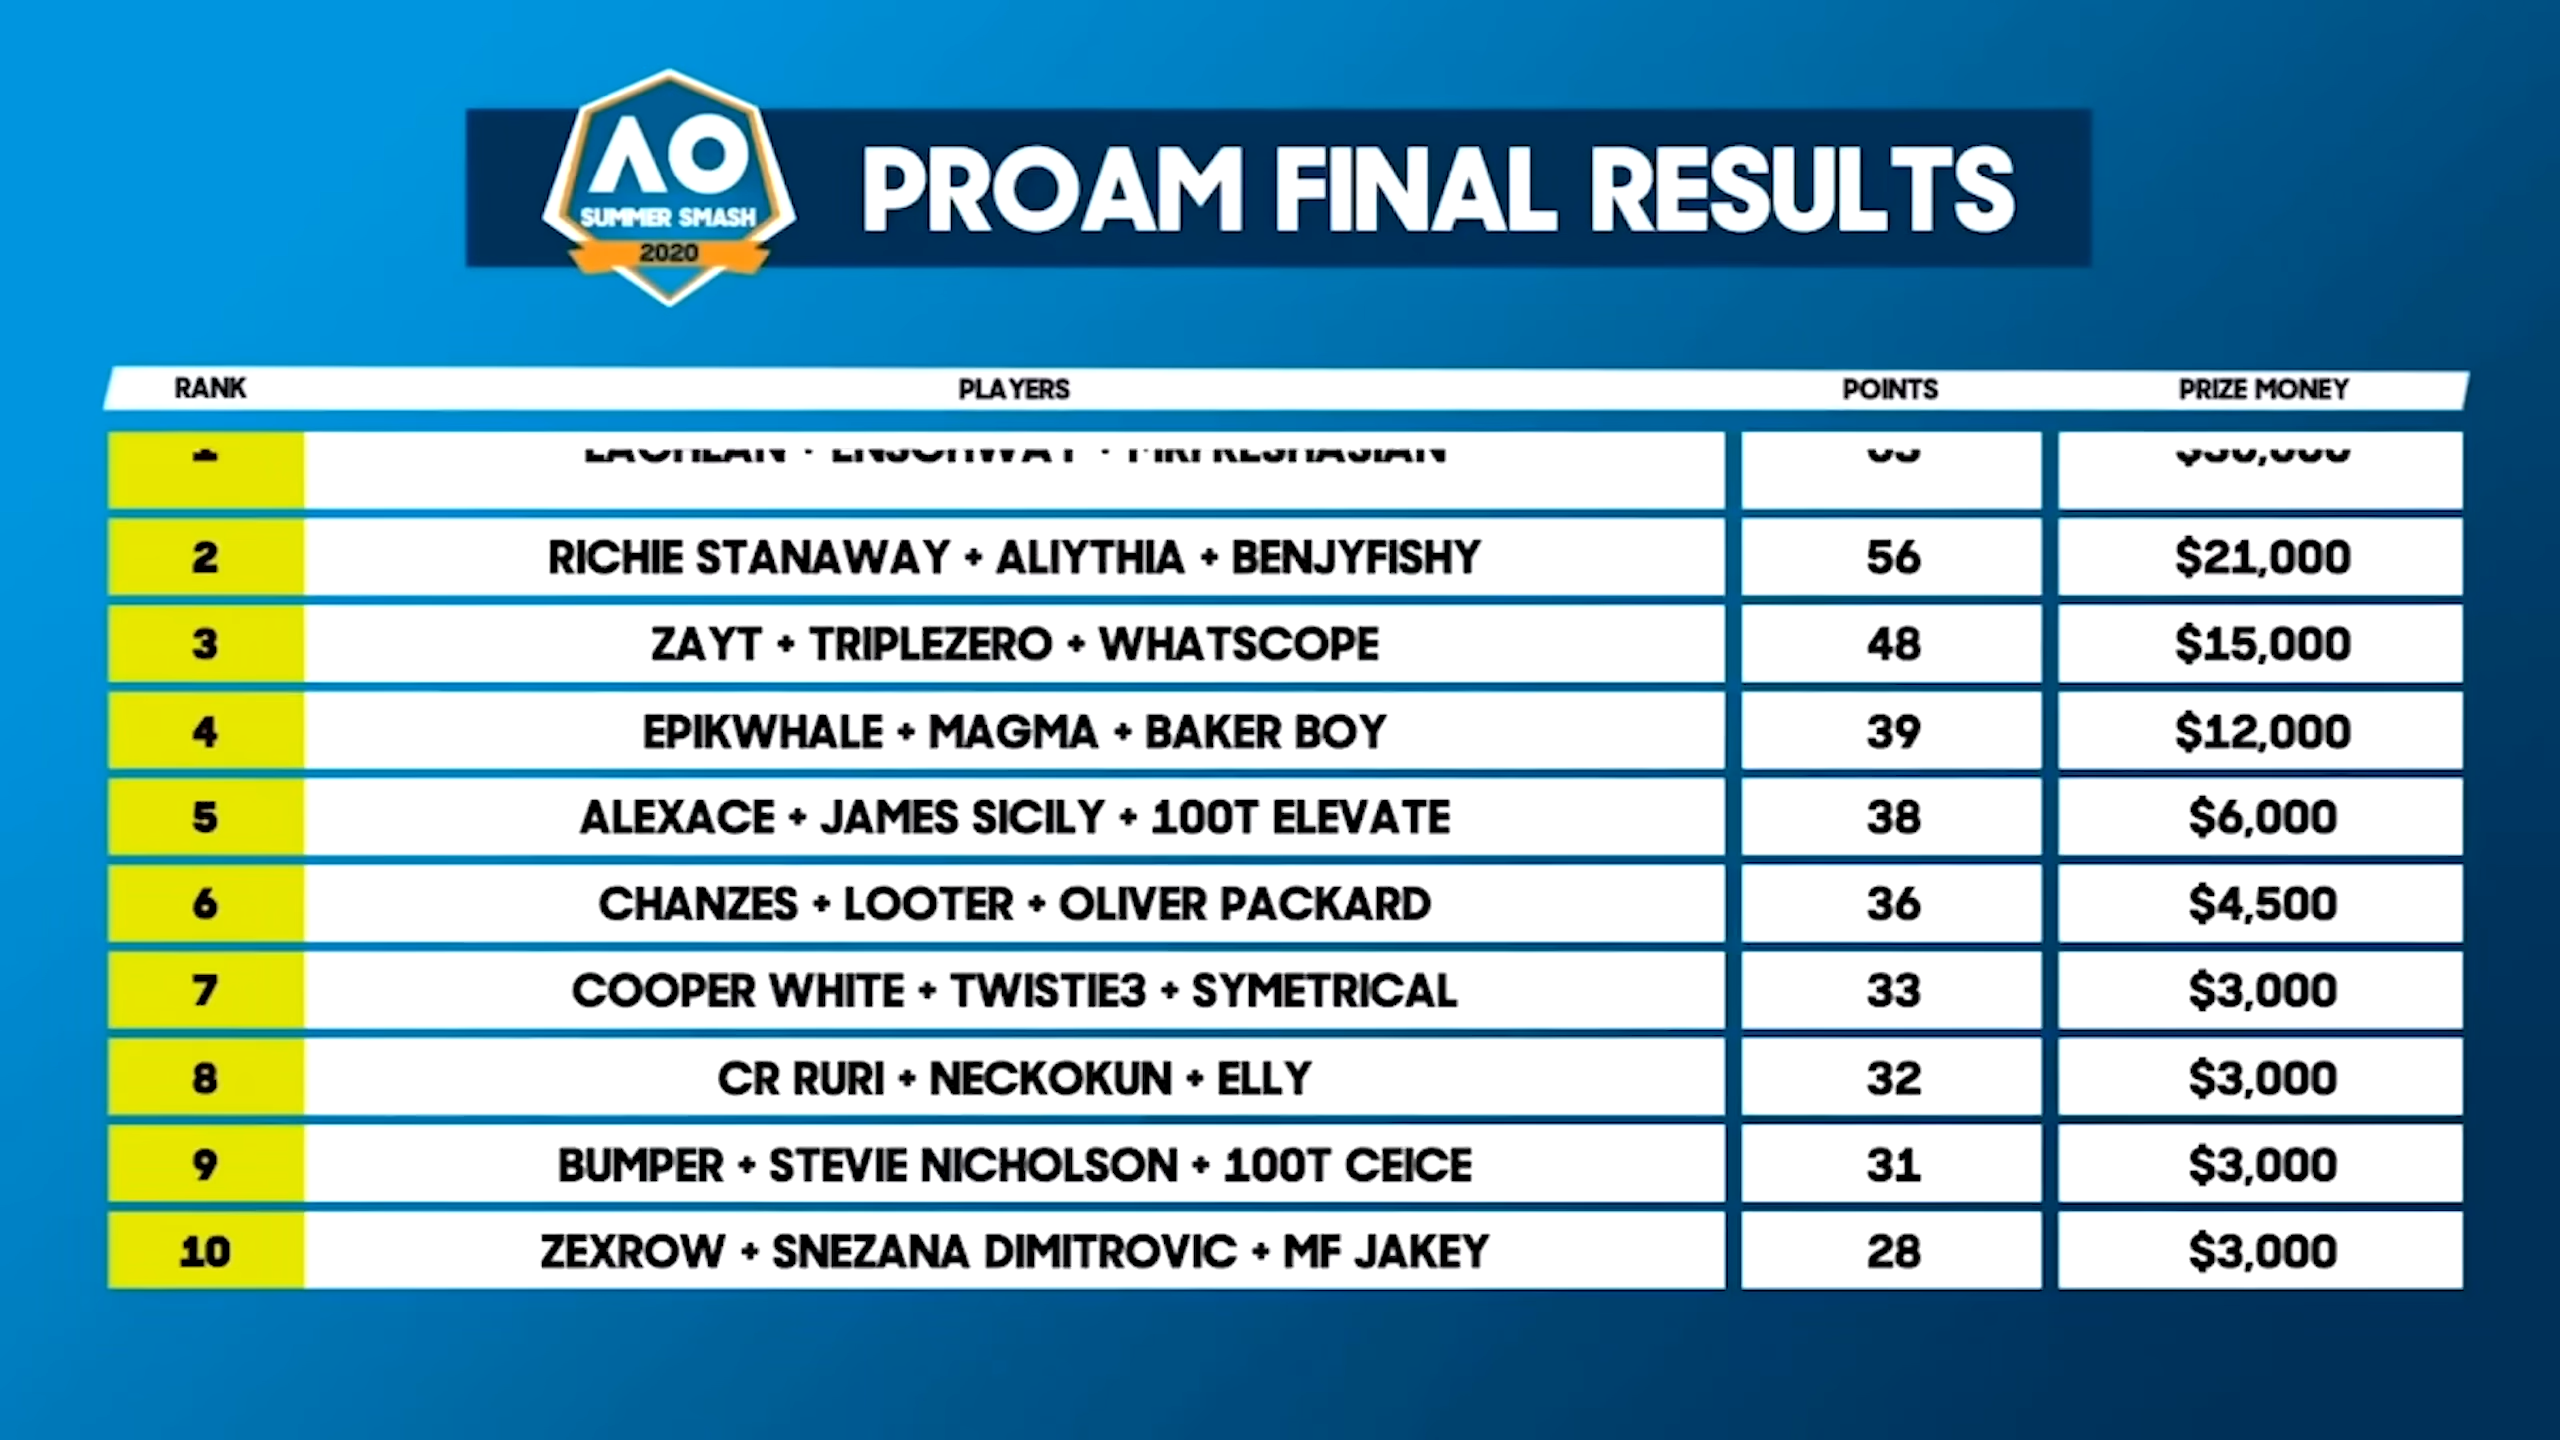 AO
SUMMER SMASH
2020
PROAM FINAL RESULTS
RANK PLAYERS POINTS PRIZE MONEY
2 RICHIE STANAWAY + ALIYTHIA + BENJYFISHY 56 $21,000
3 ZAYT + TRIPLEZERO + WHATSCOPE 48 $15,000
4 EPIKWHALE + MAGMA + BAKER BOY 39 $12,000
5 ALEXACE + JAMES SICILY + 100T ELEVATE 38 $6,000
6 CHANZES + LOOTER + OLIVER PACKARD 36 $4,500
7 COOPER WHITE + TWISTIE3 + SYMETRICAL 33 $3,000
8 CR RURI + NECKOKUN + ELLY 32 $3,000
9 BUMPER + STEVIE NICHOLSON + 100T CEICE 31 $3,000
10 ZEXROW + SNEZANA DIMITROVIC + MF JAKEY 28 $3,000